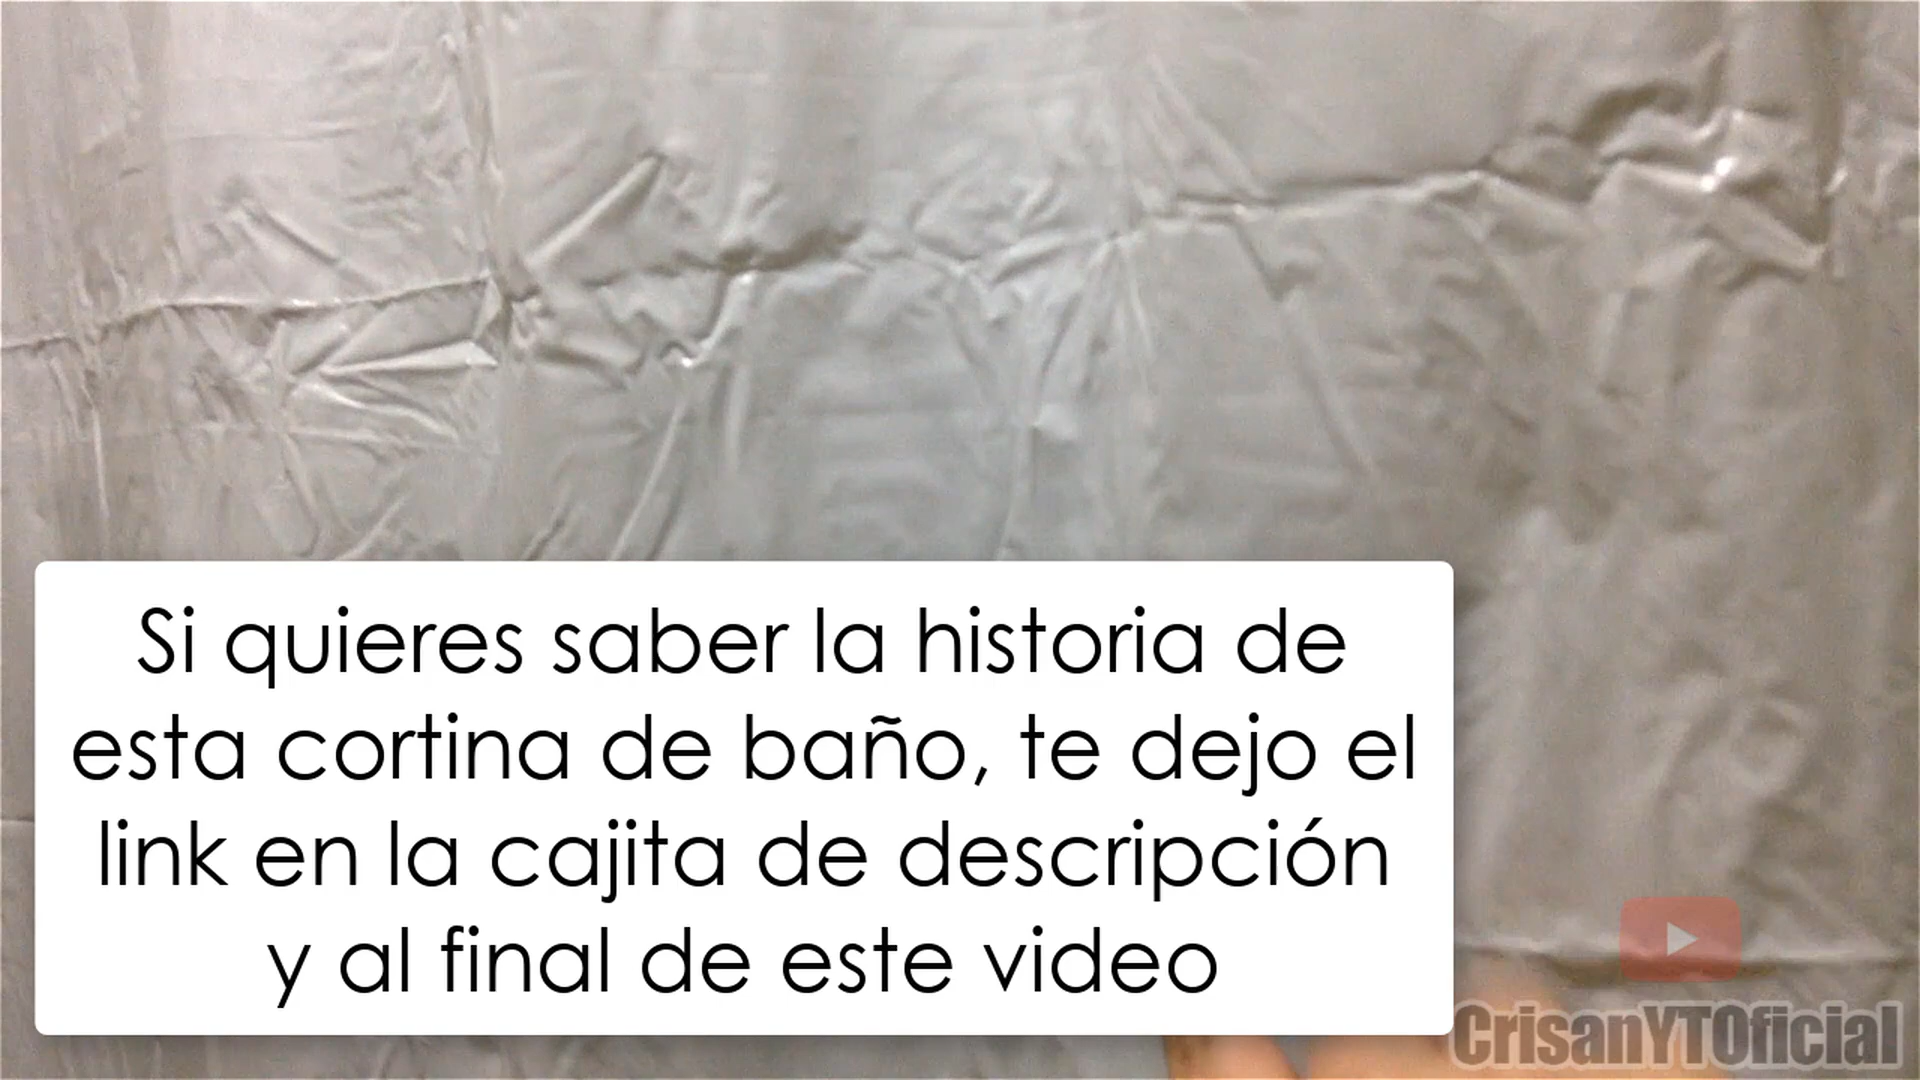 Si quieres saber la historia de
esta cortina de baño, te dejo el
link en la cajita de descripción
y al final de este video
CrisanYTOficial